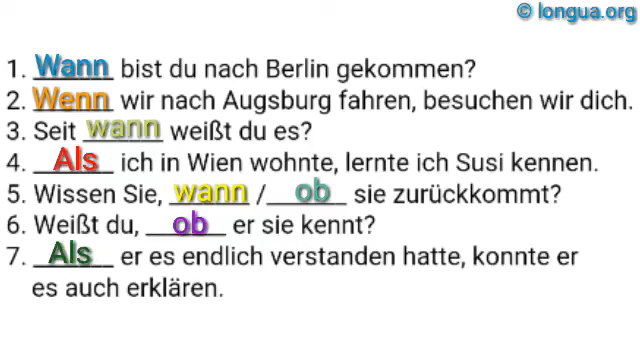 © longua.org
1. Wann bist du nach Berlin gekommen?
2. Wenn wir nach Augsburg fahren, besuchen wir dich.
3. Seit wann weißt du es?
4. Als ich in Wien wohnte, lernte ich Susi kennen.
5. Wissen Sie, wann / ob sie zurückkommt?
6. Weißt du, ob er sie kennt?
7. Als er es endlich verstanden hatte, konnte er
es auch erklären.